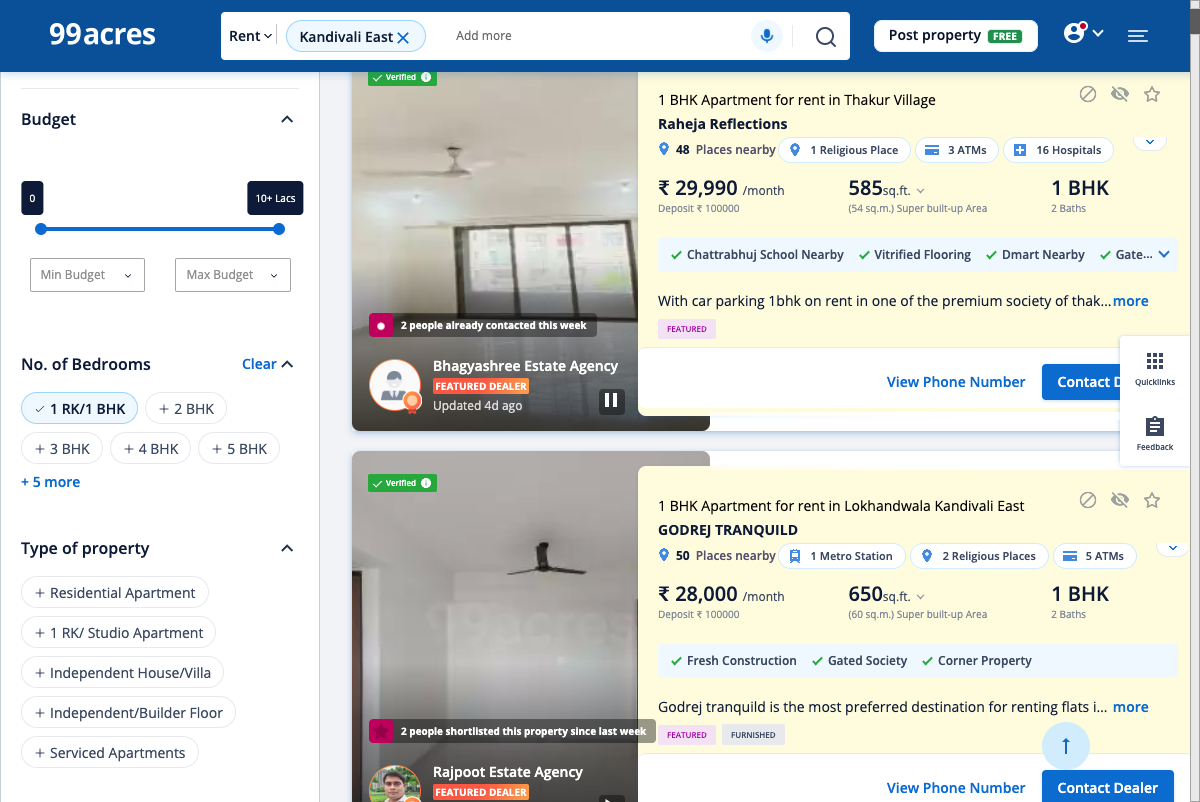 99acres
Rent
Kandivali East
Add more
Post property FREE
Budget
0
10+ Lacs
Min Budget
Max Budget
No. of Bedrooms
Clear
1 RK/1 BHK
+ 2 BHK
+ 3 BHK
+ 4 BHK
+ 5 BHK
+ 5 more
Type of property
+ Residential Apartment
+ 1 RK/ Studio Apartment
+ Independent House/Villa
+ Independent/Builder Floor
+ Serviced Apartments
Verified
2 people already contacted this week
Bhagyashree Estate Agency
FEATURED DEALER
Updated 4d ago
1 BHK Apartment for rent in Thakur Village
Raheja Reflections
48 Places nearby
1 Religious Place
3 ATMs
16 Hospitals
₹ 29,990 /month
585sq.ft.
1 BHK
Deposit ₹ 100000
(54 sq.m.) Super built-up Area
2 Baths
Chattrabhuj School Nearby
Vitrified Flooring
Dmart Nearby
Gate...
With car parking 1bhk on rent in one of the premium society of thak...more
FEATURED
View Phone Number
Contact D
Quicklinks
Feedback
Verified
99acres
2 people shortlisted this property since last week
Rajpoot Estate Agency
FEATURED DEALER
1 BHK Apartment for rent in Lokhandwala Kandivali East
GODREJ TRANQUILD
50 Places nearby
1 Metro Station
2 Religious Places
5 ATMs
₹ 28,000 /month
650sq.ft.
1 BHK
Deposit ₹ 100000
(60 sq.m.) Super built-up Area
2 Baths
Fresh Construction
Gated Society
Corner Property
Godrej tranquild is the most preferred destination for renting flats i... more
FEATURED
FURNISHED
View Phone Number
Contact Dealer